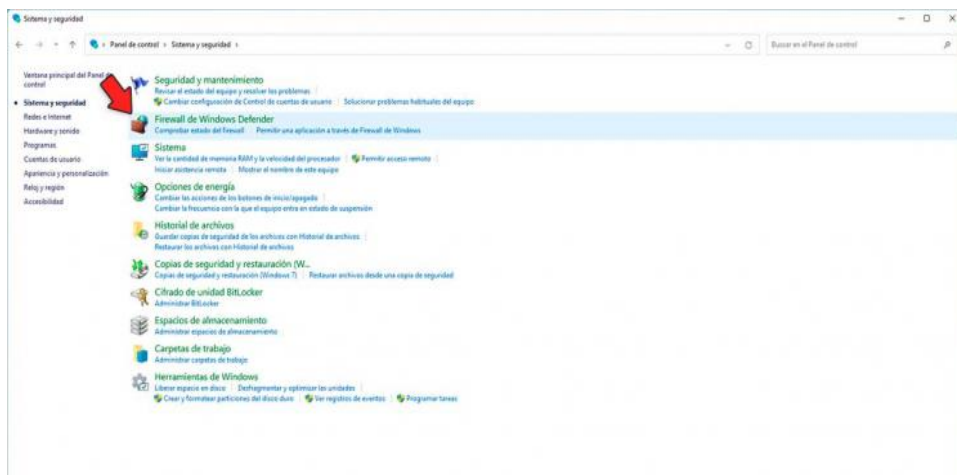 Sistema y seguridad
Panel de control › Sistema y seguridad ›
Buscar en el Panel de control
Ventana principal del Panel de
control
Sistema y seguridad
Redes e Internet
Hardware y sonido
Programas
Cuentas de usuario
Apariencia y personalización
Reloj y región
Accesibilidad
Seguridad y mantenimiento
Revisar el estado del equipo y resolver los problemas
Cambiar configuración de Control de cuentas de usuario
Solucionar problemas habituales del equipo
Firewall de Windows Defender
Comprobar estado del firewall
Permitir una aplicación a través de Firewall de Windows
Sistema
Ver la cantidad de memoria RAM y la velocidad del procesador
Permitir acceso remoto
Iniciar asistencia remota
Mostrar el nombre de este equipo
Opciones de energía
Cambiar las acciones de los botones de inicio/apagado
Cambiar la frecuencia con la que el equipo entra en estado de suspensión
Historial de archivos
Guardar copias de seguridad de los archivos con Historial de archivos
Restaurar los archivos con Historial de archivos
Copias de seguridad y restauración (W...
Copias de seguridad y restauración (Windows 7)
Restaurar archivos desde una copia de seguridad
Cifrado de unidad BitLocker
Administrar BitLocker
Espacios de almacenamiento
Administrar espacios de almacenamiento
Carpetas de trabajo
Administrar carpetas de trabajo
Herramientas de Windows
Liberar espacio en disco
Desfragmentar y optimizar las unidades
Crear y formatear particiones del disco duro
Ver registros de eventos
Programar tareas